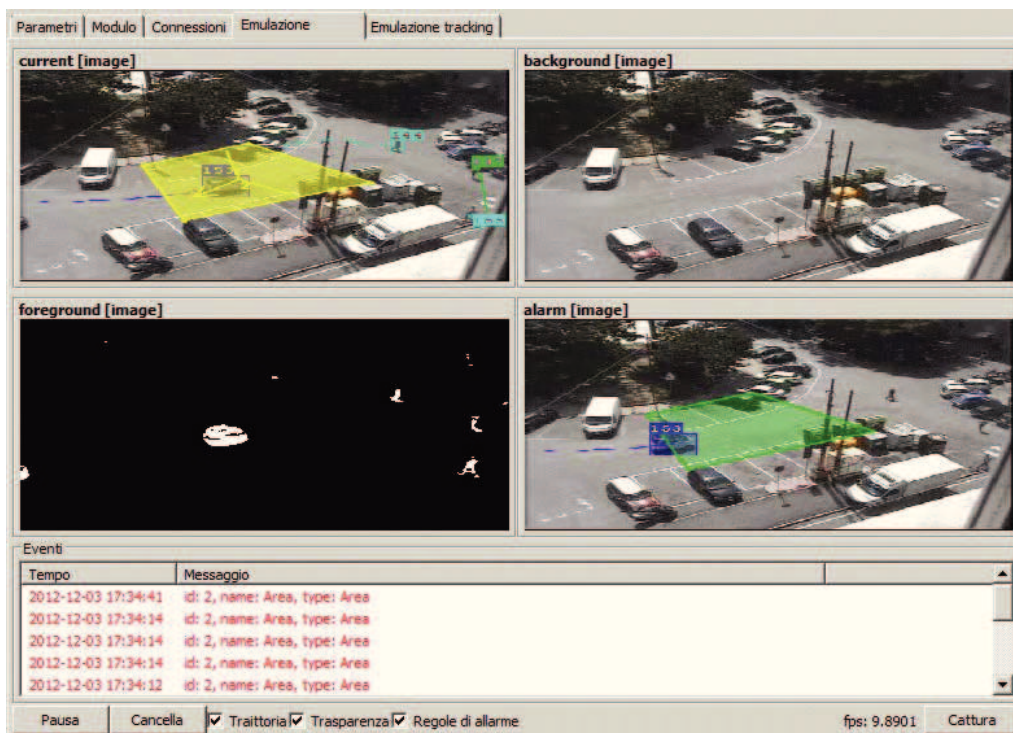 Parametri Modulo Connessioni Emulazione Emulazione tracking
current [image] background [image]
153
foreground [image] alarm [image]
153
Eventi
Tempo Messaggio
2012-12-03 17:34:41 id: 2, name: Area, type: Area
2012-12-03 17:34:14 id: 2, name: Area, type: Area
2012-12-03 17:34:14 id: 2, name: Area, type: Area
2012-12-03 17:34:14 id: 2, name: Area, type: Area
2012-12-03 17:34:12 id: 2, name: Area, type: Area
Pausa Cancella Traittoria Trasparenza Regole di allarme fps: 9.8901 Cattura